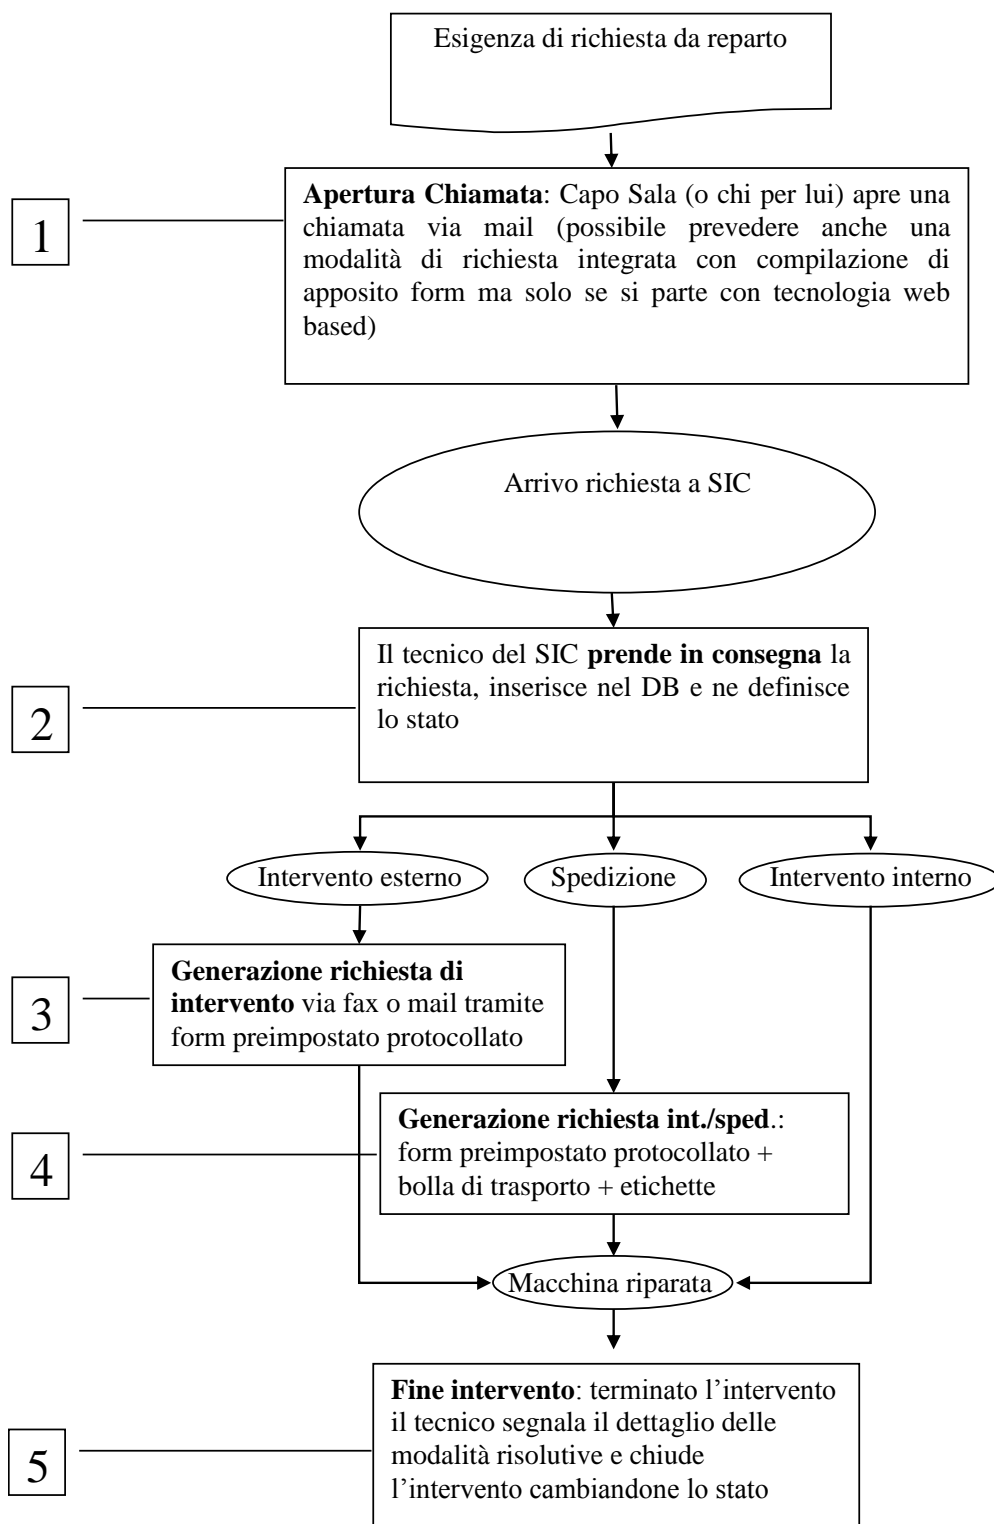 Esigenza di richiesta da reparto
1
Apertura Chiamata: Capo Sala (o chi per lui) apre una
chiamata via mail (possibile prevedere anche una
modalità di richiesta integrata con compilazione di
apposito form ma solo se si parte con tecnologia web
based)
Arrivo richiesta a SIC
2
Il tecnico del SIC prende in consegna la
richiesta, inserisce nel DB e ne definisce
lo stato
Intervento esterno
Spedizione
Intervento interno
3
Generazione richiesta di
intervento via fax o mail tramite
form preimpostato protocollato
4
Generazione richiesta int./sped.:
form preimpostato protocollato +
bolla di trasporto + etichette
Macchina riparata
5
Fine intervento: terminato l’intervento
il tecnico segnala il dettaglio delle
modalità risolutive e chiude
l’intervento cambiandone lo stato